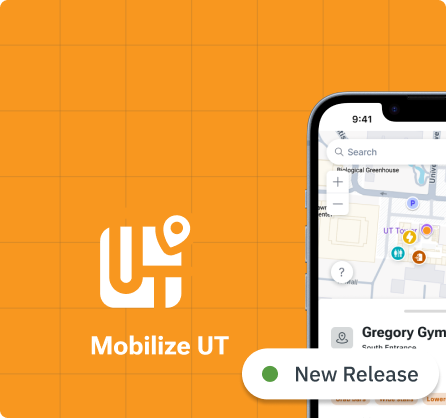 9:41
Search
Biological Greenhouse
P
UT Tower
?
Mobilize UT
Gregory Gym
South Entrance
New Release